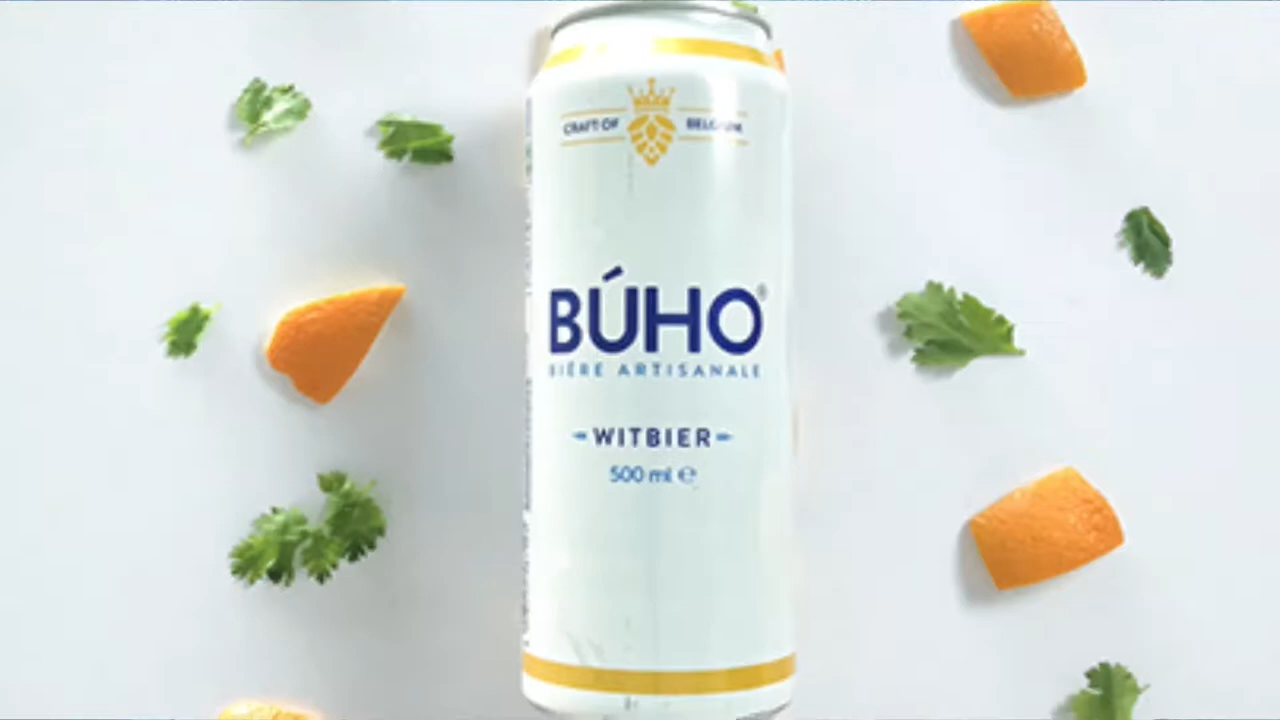 CRAFT OF BELGIUM
BÚHO®
BIÈRE ARTISANALE
WITBIER
500 ml ℮